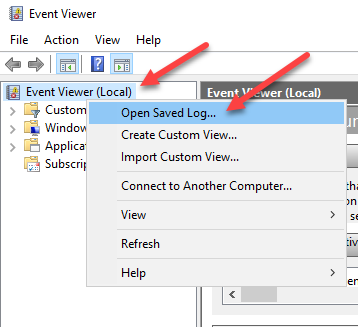 Event Viewer
File Action View Help
Event Viewer (Local)
Event Viewer (Local)
Custom
Open Saved Log...
Window
Create Custom View...
Applicat
Import Custom View...
Subscrip
Connect to Another Computer...
View
Refresh
Help